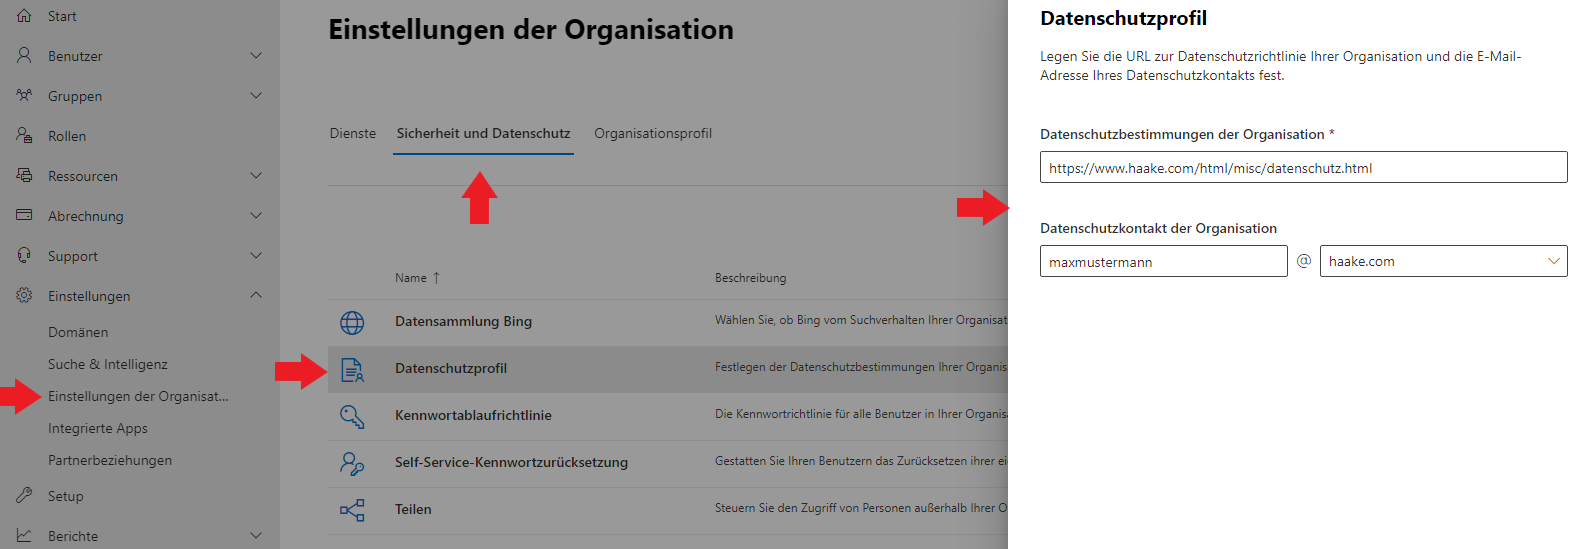 Start
Benutzer
Gruppen
Rollen
Ressourcen
Abrechnung
Support
Einstellungen
Domänen
Suche & Intelligenz
Einstellungen der Organisat...
Integrierte Apps
Partnerbeziehungen
Setup
Berichte
Einstellungen der Organisation
Dienste Sicherheit und Datenschutz Organisationsprofil
Name ↑ Beschreibung
Datensammlung Bing Wählen Sie, ob Bing vom Suchverhalten Ihrer Organisat
Datenschutzprofil Festlegen der Datenschutzbestimmungen Ihrer Organis
Kennwortablaufrichtlinie Die Kennwortrichtlinie für alle Benutzer in Ihrer Organisa
Self-Service-Kennwortzurücksetzung Gestatten Sie Ihren Benutzern das Zurücksetzen ihrer ei
Teilen Steuern Sie den Zugriff von Personen außerhalb Ihrer O
Datenschutzprofil
Legen Sie die URL zur Datenschutzrichtlinie Ihrer Organisation und die E-Mail-
Adresse Ihres Datenschutzkontakts fest.
Datenschutzbestimmungen der Organisation *
https://www.haake.com/html/misc/datenschutz.html
Datenschutzkontakt der Organisation
maxmustermann @ haake.com